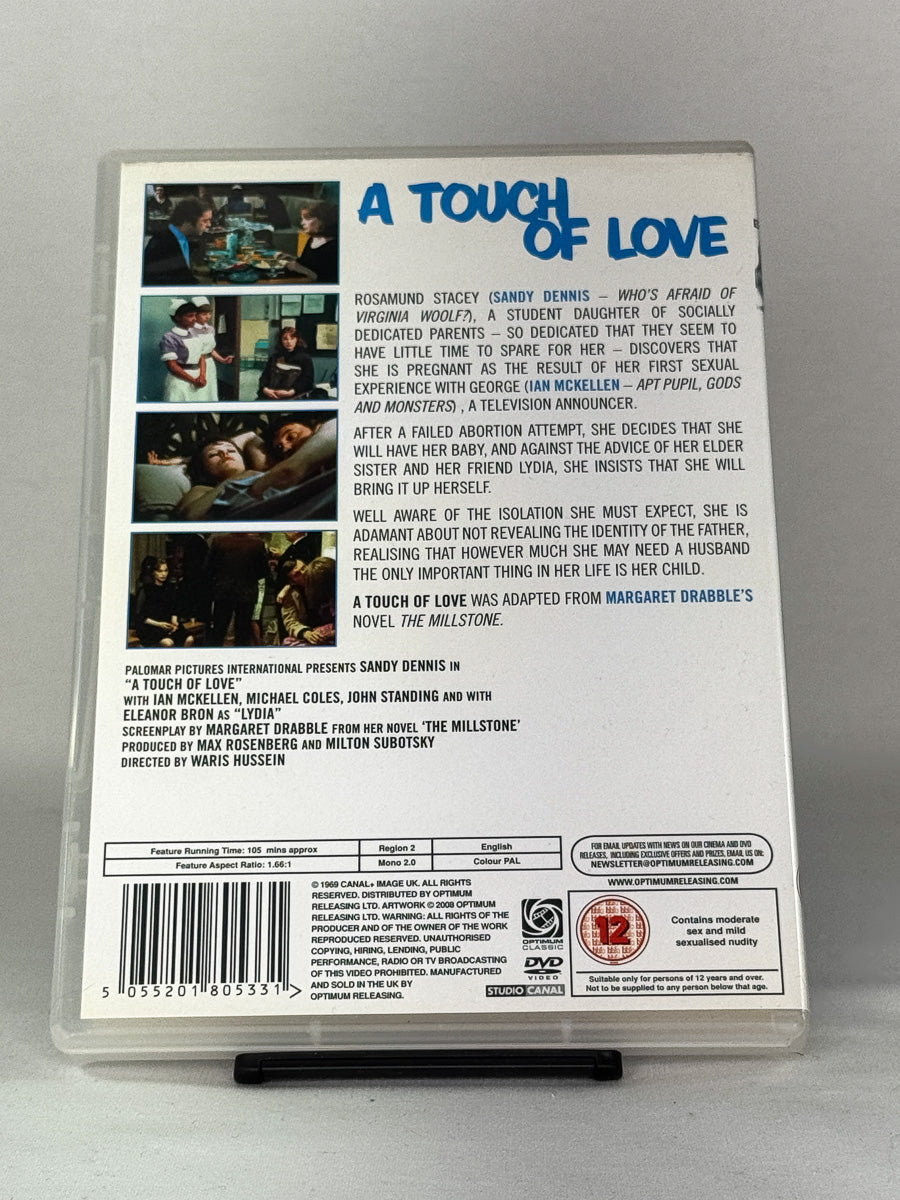 A TOUCH
OF LOVE
ROSAMUND STACEY (SANDY DENNIS – WHO'S AFRAID OF
VIRGINIA WOOLF?), A STUDENT DAUGHTER OF SOCIALLY
DEDICATED PARENTS – SO DEDICATED THAT THEY SEEM TO
HAVE LITTLE TIME TO SPARE FOR HER – DISCOVERS THAT
SHE IS PREGNANT AS THE RESULT OF HER FIRST SEXUAL
EXPERIENCE WITH GEORGE (IAN MCKELLEN – APT PUPIL, GODS
AND MONSTERS) , A TELEVISION ANNOUNCER.
AFTER A FAILED ABORTION ATTEMPT, SHE DECIDES THAT SHE
WILL HAVE HER BABY, AND AGAINST THE ADVICE OF HER ELDER
SISTER AND HER FRIEND LYDIA, SHE INSISTS THAT SHE WILL
BRING IT UP HERSELF.
WELL AWARE OF THE ISOLATION SHE MUST EXPECT, SHE IS
ADAMANT ABOUT NOT REVEALING THE IDENTITY OF THE FATHER,
REALISING THAT HOWEVER MUCH SHE MAY NEED A HUSBAND
THE ONLY IMPORTANT THING IN HER LIFE IS HER CHILD.
A TOUCH OF LOVE WAS ADAPTED FROM MARGARET DRABBLE'S
NOVEL THE MILLSTONE.
PALOMAR PICTURES INTERNATIONAL PRESENTS SANDY DENNIS IN
"A TOUCH OF LOVE"
WITH IAN MCKELLEN, MICHAEL COLES, JOHN STANDING AND WITH
ELEANOR BRON AS "LYDIA"
SCREENPLAY BY MARGARET DRABBLE FROM HER NOVEL 'THE MILLSTONE'
PRODUCED BY MAX ROSENBERG AND MILTON SUBOTSKY
DIRECTED BY WARIS HUSSEIN
Feature Running Time: 105 mins approx
Region 2
English
Feature Aspect Ratio: 1.66:1
Mono 2.0
Colour PAL
FOR EMAIL UPDATES WITH NEWS ON OUR CINEMA AND DVD
RELEASES, INCLUDING EXCLUSIVE OFFERS AND PRIZES, EMAIL US ON:
NEWSLETTER@OPTIMUMRELEASING.COM
WWW.OPTIMUMRELEASING.COM
© 1969 CANAL+ IMAGE UK. ALL RIGHTS
RESERVED. DISTRIBUTED BY OPTIMUM
RELEASING LTD. ARTWORK © 2008 OPTIMUM
RELEASING LTD. WARNING: ALL RIGHTS OF THE
PRODUCER AND OF THE OWNER OF THE WORK
REPRODUCED RESERVED. UNAUTHORISED
COPYING, HIRING, LENDING, PUBLIC
PERFORMANCE, RADIO OR TV BROADCASTING
OF THIS VIDEO PROHIBITED. MANUFACTURED
AND SOLD IN THE UK BY
OPTIMUM RELEASING.
5 055201 805331 >
OPTIMUM
CLASSIC
DVD
VIDEO
STUDIO CANAL
12
Contains moderate
sex and mild
sexualised nudity
Suitable only for persons of 12 years and over.
Not to be supplied to any person below that age.